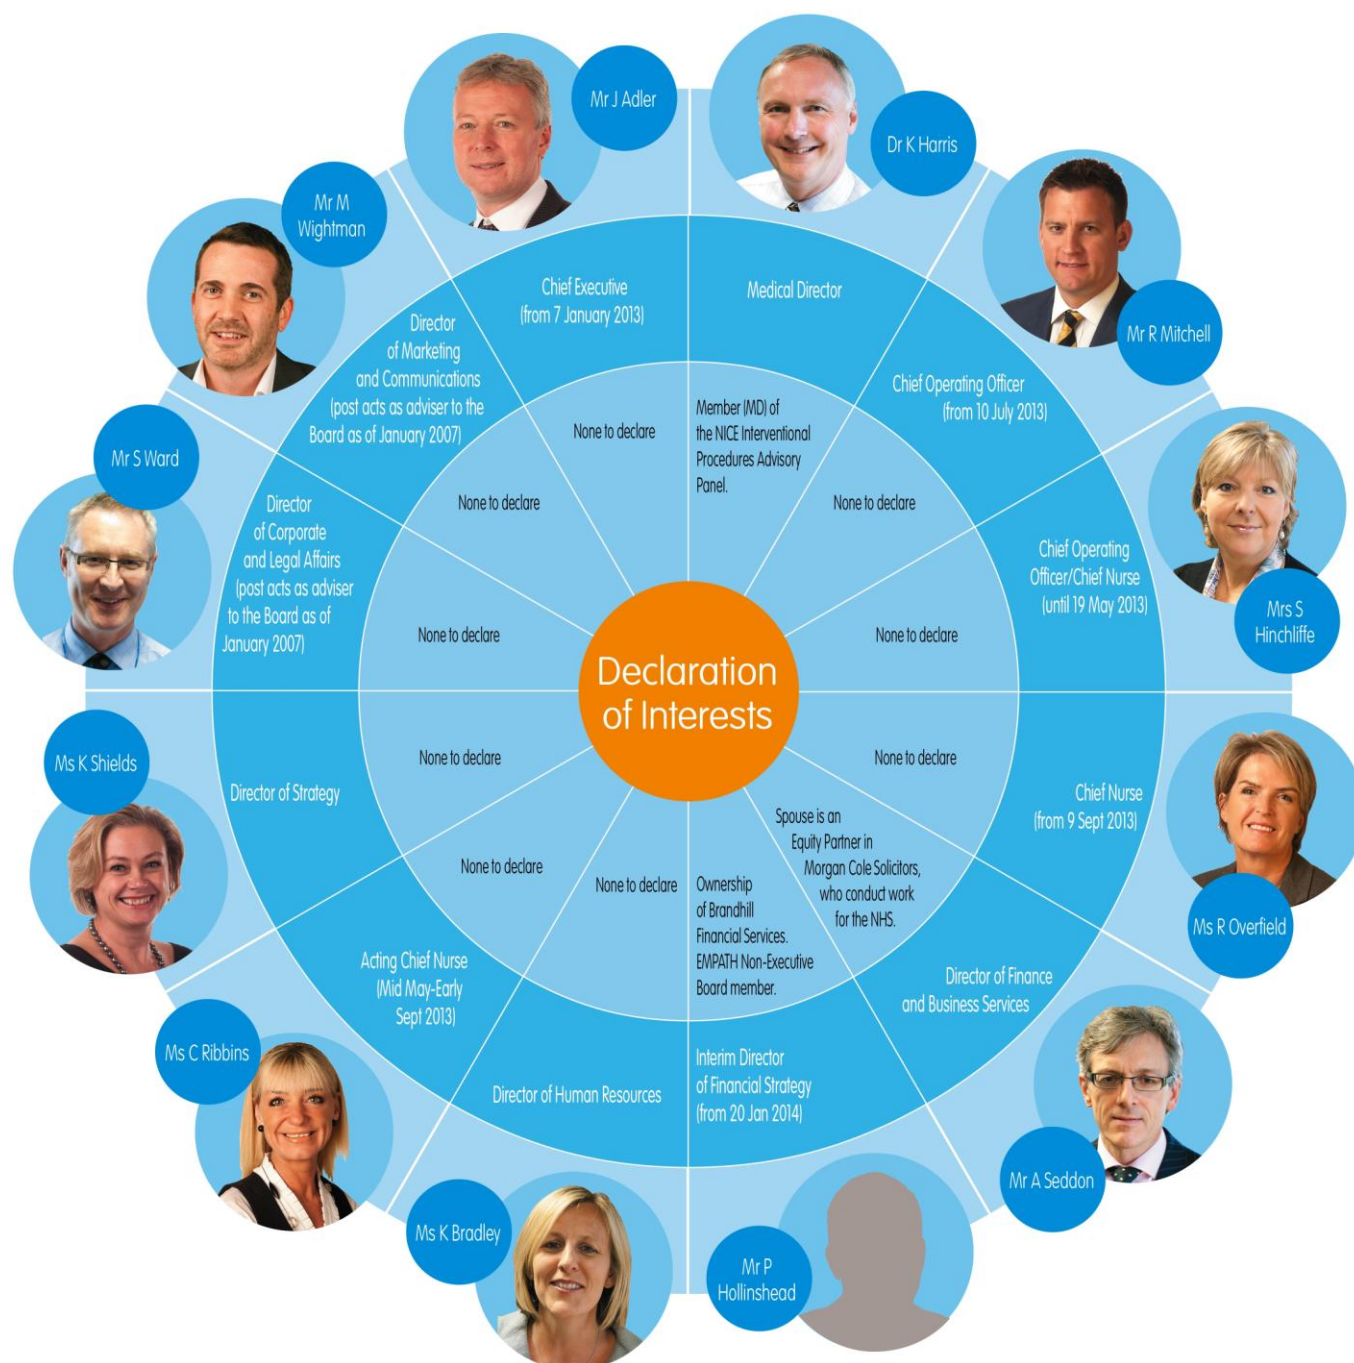 Mr J Adler
Chief Executive
(from 7 January 2013)
None to declare
Dr K Harris
Medical Director
Member (MD) of
the NICE Interventional
Procedures Advisory
Panel.
Mr R Mitchell
Chief Operating Officer
(from 10 July 2013)
None to declare
Mrs S
Hinchliffe
Chief Operating
Officer/Chief Nurse
(until 19 May 2013)
None to declare
Ms R Overfield
Chief Nurse
(from 9 Sept 2013)
None to declare
Mr A Seddon
Director of Finance
and Business Services
Spouse is an
Equity Partner in
Morgan Cole Solicitors,
who conduct work
for the NHS.
Mr P
Hollinshead
Interim Director
of Financial Strategy
(from 20 Jan 2014)
Ownership
of Brandhill
Financial Services.
EMPATH Non-Executive
Board member.
Ms K Bradley
Director of Human Resources
None to declare
Ms C Ribbins
Acting Chief Nurse
(Mid May-Early
Sept 2013)
None to declare
Ms K Shields
Director of Strategy
None to declare
Mr S Ward
Director
of Corporate
and Legal Affairs
(post acts as adviser
to the Board as of
January 2007)
None to declare
Mr M
Wightman
Director
of Marketing
and Communications
(post acts as adviser to the
Board as of January 2007)
None to declare
Declaration
of Interests